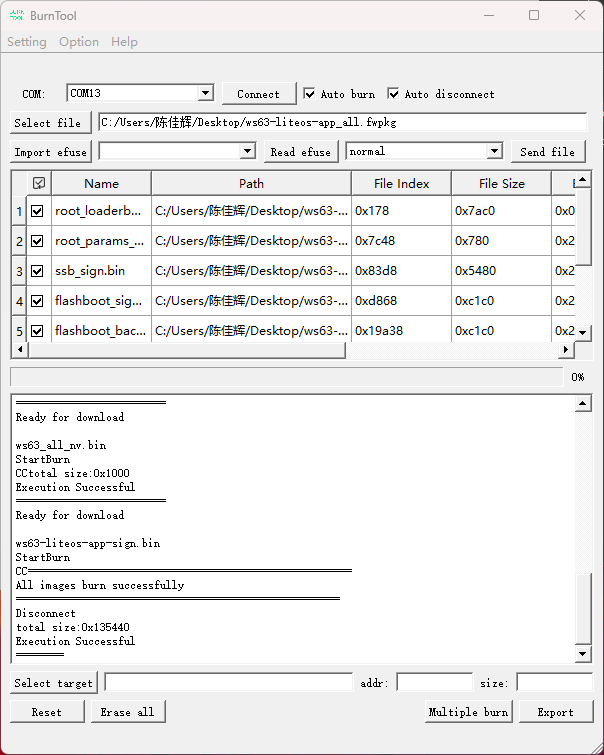 BURN
TOOL
BurnTool
Setting Option Help
COM: COM13 Connect Auto burn Auto disconnect
Select file C:/Users/陈佳辉/Desktop/ws63-liteos-app_all.fwpkg
Import efuse Read efuse normal Send file
Name Path File Index File Size
1 root_loaderb... C:/Users/陈佳辉/Desktop/ws63-... 0x178 0x7ac0 0x0
2 root_params_... C:/Users/陈佳辉/Desktop/ws63-... 0x7c48 0x780 0x2
3 ssb_sign.bin C:/Users/陈佳辉/Desktop/ws63-... 0x83d8 0x5480 0x2
4 flashboot_sig... C:/Users/陈佳辉/Desktop/ws63-... 0xd868 0xc1c0 0x2
5 flashboot_bac... C:/Users/陈佳辉/Desktop/ws63-... 0x19a38 0xc1c0 0x2
0%
=========================
Ready for download
ws63_all_nv.bin
StartBurn
CCtotal size:0x1000
Execution Successful
=========================
Ready for download
ws63-liteos-app-sign.bin
StartBurn
CC======================================================
All images burn successfully
======================================================
Disconnect
total size:0x135440
Execution Successful
========
Select target addr: size:
Reset Erase all Multiple burn Export